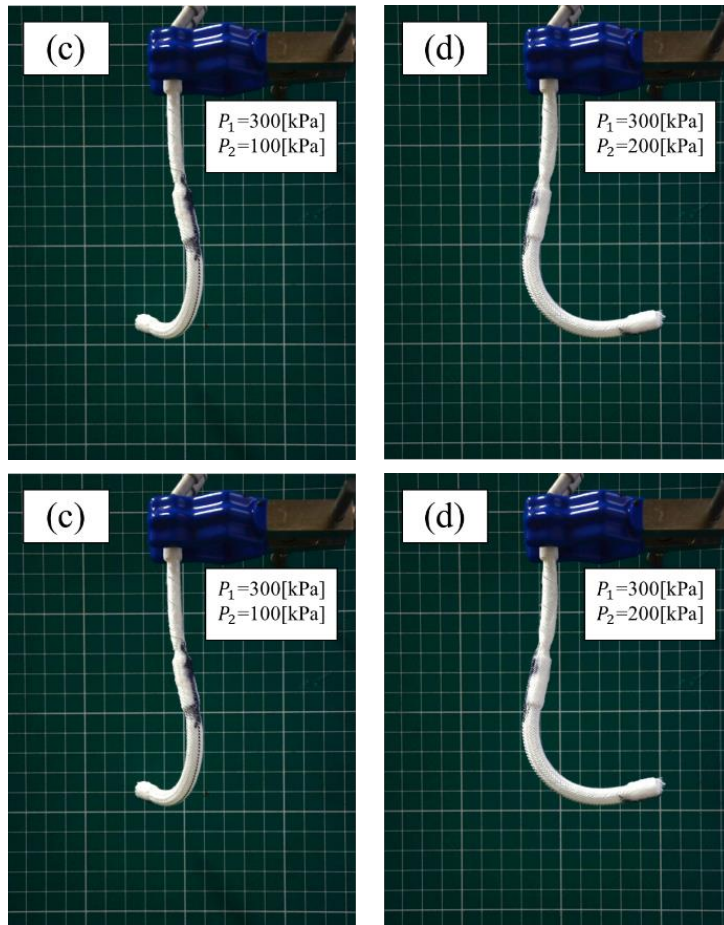 (c)
P₁=300[kPa]
P₂=100[kPa]
(d)
P₁=300[kPa]
P₂=200[kPa]
(c)
P₁=300[kPa]
P₂=100[kPa]
(d)
P₁=300[kPa]
P₂=200[kPa]